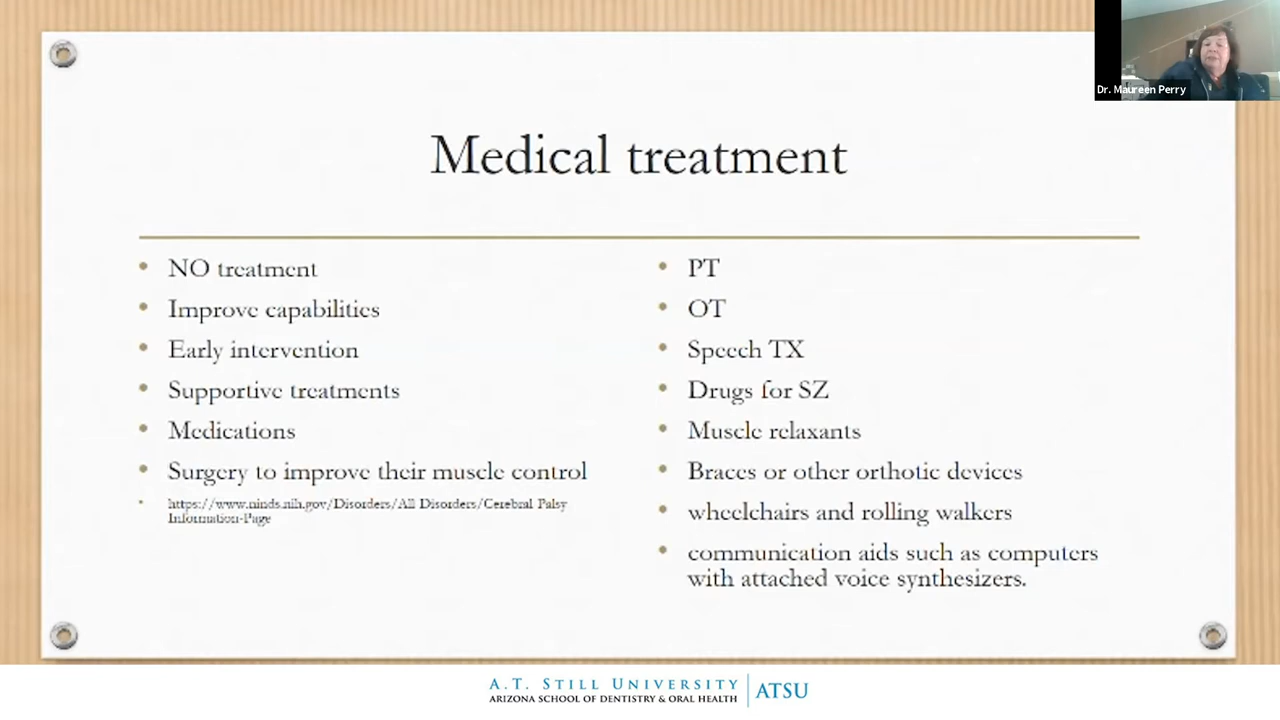 Dr. Maureen Perry
Medical treatment
• NO treatment
• Improve capabilities
• Early intervention
• Supportive treatments
• Medications
• Surgery to improve their muscle control
• https://www.ninds.nih.gov/Disorders/All-Disorders/Cerebral-Palsy
Information-Page
• PT
• OT
• Speech TX
• Drugs for SZ
• Muscle relaxants
• Braces or other orthotic devices
• wheelchairs and rolling walkers
• communication aids such as computers
with attached voice synthesizers.
A.T. STILL UNIVERSITY
ARIZONA SCHOOL OF DENTISTRY & ORAL HEALTH
ATSU